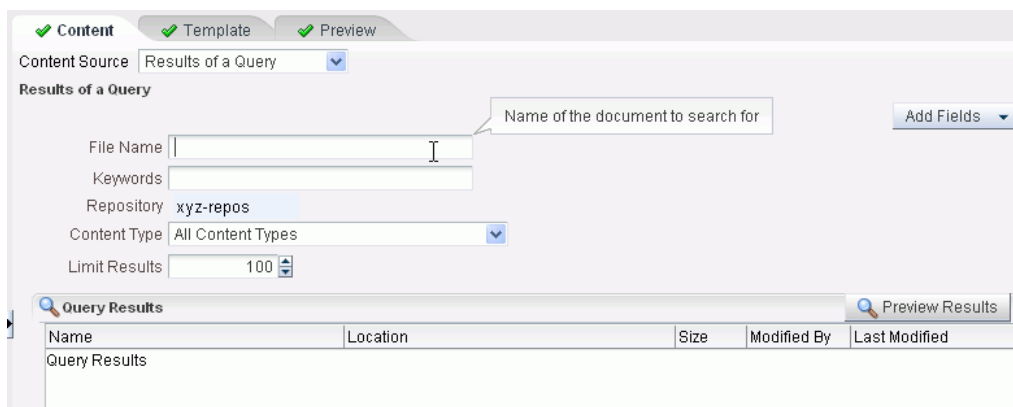 Content Template Preview
Content Source Results of a Query
Results of a Query
Name of the document to search for
Add Fields
File Name
Keywords
Repository xyz-repos
Content Type All Content Types
Limit Results 100
Query Results Preview Results
Name Location Size Modified By Last Modified
Query Results